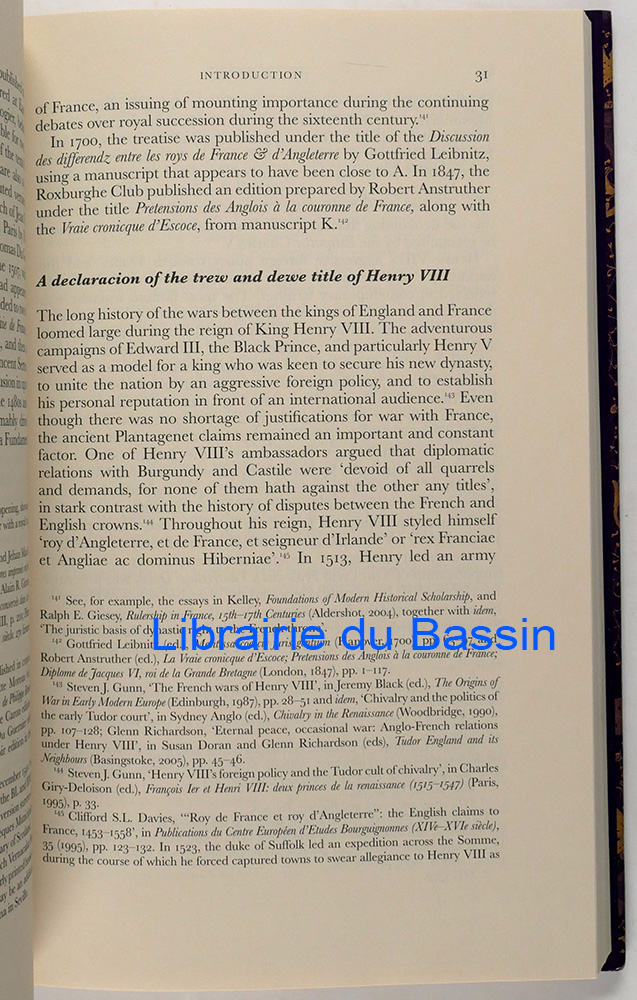 INTRODUCTION 31
of France, an issuing of mounting importance during the continuing
debates over royal succession during the sixteenth century.¹⁴¹
In 1700, the treatise was published under the title of the Discussion
des differendz entre les roys de France & d'Angleterre by Gottfried Leibnitz,
using a manuscript that appears to have been close to A. In 1847, the
Roxburghe Club published an edition prepared by Robert Anstruther
under the title Pretensions des Anglois à la couronne de France, along with
the Vraie cronicque d'Escoce, from manuscript K.¹⁴²
A declaracion of the trew and dewe title of Henry VIII
The long history of the wars between the kings of England and France
loomed large during the reign of King Henry VIII. The adventurous
campaigns of Edward III, the Black Prince, and particularly Henry V
served as a model for a king who was keen to secure his new dynasty,
to unite the nation by an aggressive foreign policy, and to establish
his personal reputation in front of an international audience.¹⁴³ Even
though there was no shortage of justifications for war with France,
the ancient Plantagenet claims remained an important and constant
factor. One of Henry VIII's ambassadors argued that diplomatic
relations with Burgundy and Castile were 'devoid of all quarrels
and demands, for none of them hath against the other any titles',
in stark contrast with the history of disputes between the French and
English crowns.¹⁴⁴ Throughout his reign, Henry VIII styled himself
'roy d'Angleterre, et de France, et seigneur d'Irlande' or 'rex Franciae
et Angliae ac dominus Hiberniae'.¹⁴⁵ In 1513, Henry led an army
¹⁴¹ See, for example, the essays in Kelley, Foundations of Modern Historical Scholarship, and
Ralph E. Giesey, Rulership in France, 15th–17th Centuries (Aldershot, 2004), together with idem,
'The juristic basis of dynastic
¹⁴² Gottfried Leibnitz (Hanover, 1700), pp. and
Robert Anstruther (ed.), La Vraie cronicque d'Escoce; Pretensions des Anglois à la couronne de France;
Diplome de Jacques VI, roi de la Grande Bretagne (London, 1847), pp. 1–117.
¹⁴³ Steven J. Gunn, 'The French wars of Henry VIII', in Jeremy Black (ed.), The Origins of
War in Early Modern Europe (Edinburgh, 1987), pp. 28–51 and idem, 'Chivalry and the politics of
the early Tudor court', in Sydney Anglo (ed.), Chivalry in the Renaissance (Woodbridge, 1990),
pp. 107–128; Glenn Richardson, 'Eternal peace, occasional war: Anglo-French relations
under Henry VIII', in Susan Doran and Glenn Richardson (eds), Tudor England and its
Neighbours (Basingstoke, 2005), pp. 45–46.
¹⁴⁴ Steven J. Gunn, 'Henry VIII's foreign policy and the Tudor cult of chivalry', in Charles
Giry-Deloison (ed.), François Ier et Henri VIII: deux princes de la renaissance (1515–1547) (Paris,
1995), p. 33.
¹⁴⁵ Clifford S.L. Davies, '"Roy de France et roy d'Angleterre": the English claims to
France, 1453–1558', in Publications du Centre Européen d'Etudes Bourguignonnes (XIVe–XVIe siècle),
35 (1995), pp. 123–132. In 1523, the duke of Suffolk led an expedition across the Somme,
during the course of which he forced captured towns to swear allegiance to Henry VIII as
Librairie du Bassin